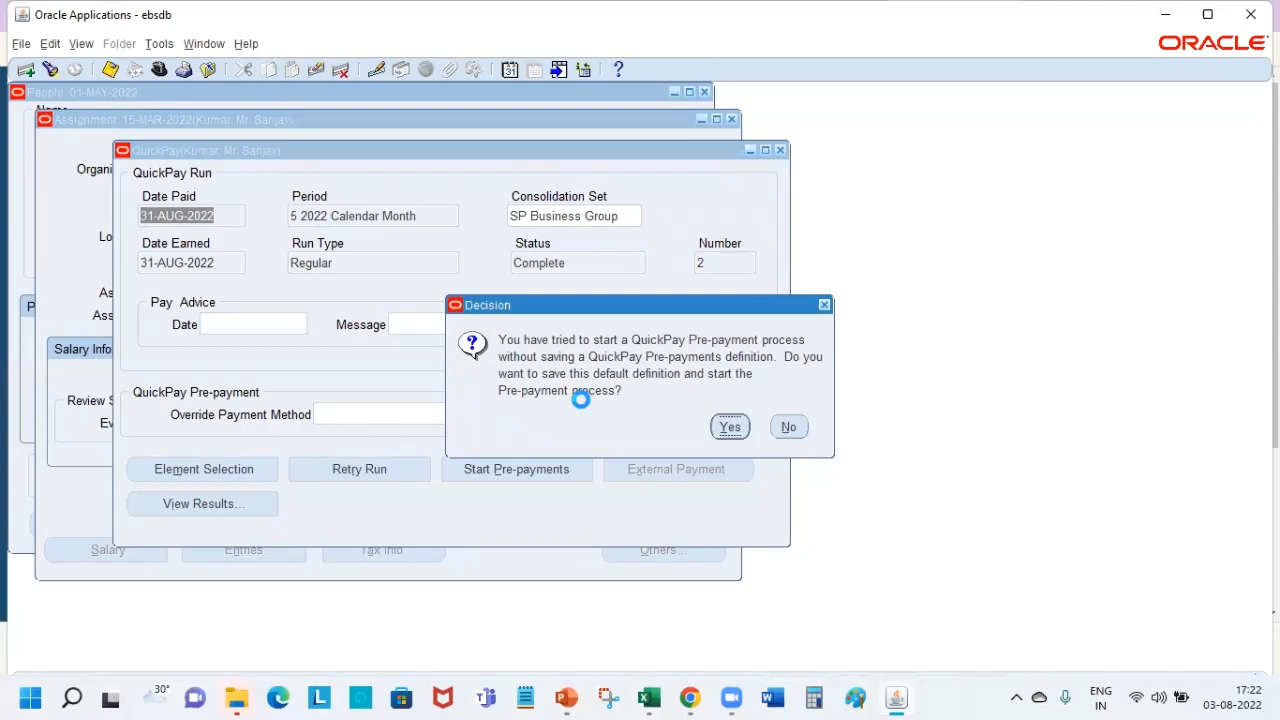 Oracle Applications - ebsdb
File Edit View Folder Tools Window Help
ORACLE
People: 01-MAY-2022
Name
Assignment: 15-MAR-2022(Kumar, Mr. Sanjay)
QuickPay(Kumar, Mr. Sanjay)
QuickPay Run
Date Paid Period Consolidation Set
31-AUG-2022 5 2022 Calendar Month SP Business Group
Date Earned Run Type Status Number
31-AUG-2022 Regular Complete 2
Pay Advice
Date Message
QuickPay Pre-payment
Override Payment Method
Element Selection Retry Run Start Pre-payments External Payment
View Results...
Decision
You have tried to start a QuickPay Pre-payment process
without saving a QuickPay Pre-payments definition. Do you
want to save this default definition and start the
Pre-payment process?
Yes No
Organi
Lo
As
Ass
P
Salary Info
Review S
Ev
Salary Entries Tax Info Others...
30°
ENG
IN
17:22
03-08-2022